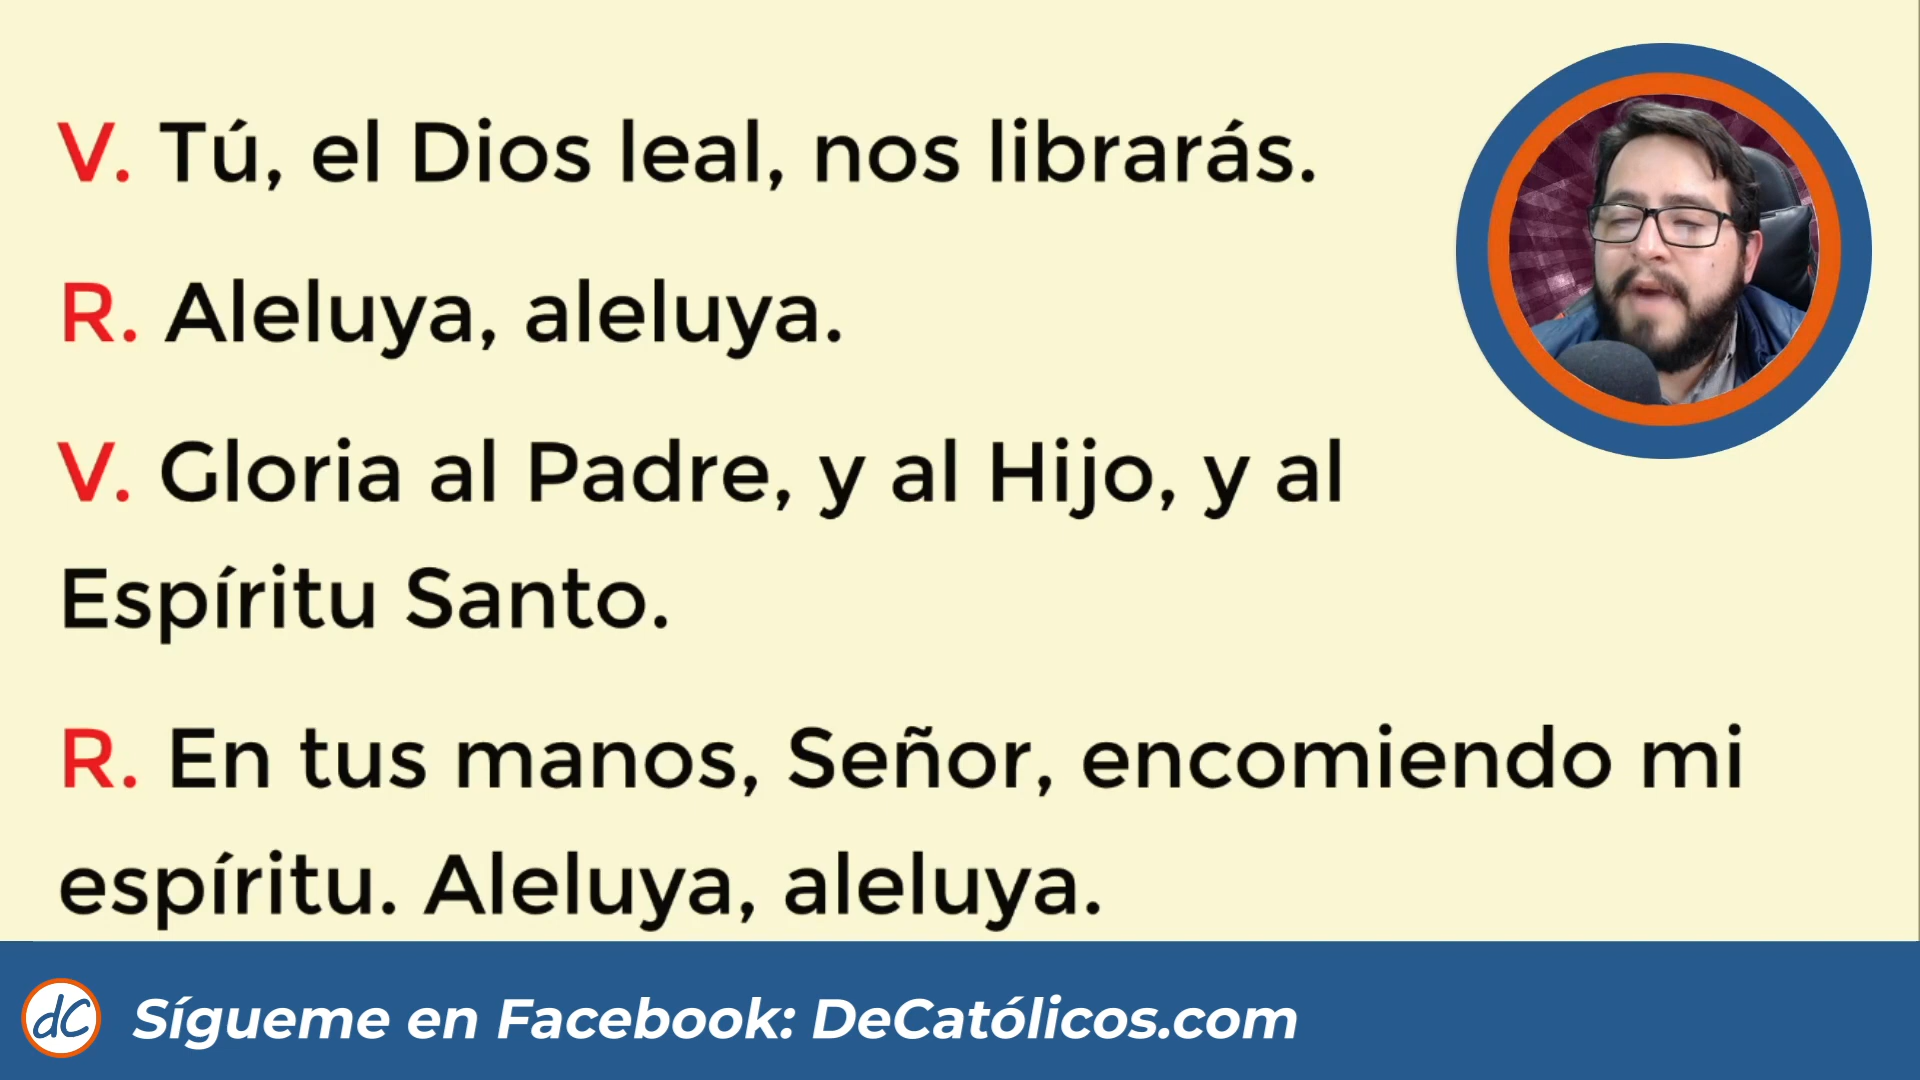 V. Tú, el Dios leal, nos librarás.
R. Aleluya, aleluya.
V. Gloria al Padre, y al Hijo, y al
Espíritu Santo.
R. En tus manos, Señor, encomiendo mi
espíritu. Aleluya, aleluya.
dC Sígueme en Facebook: DeCatólicos.com